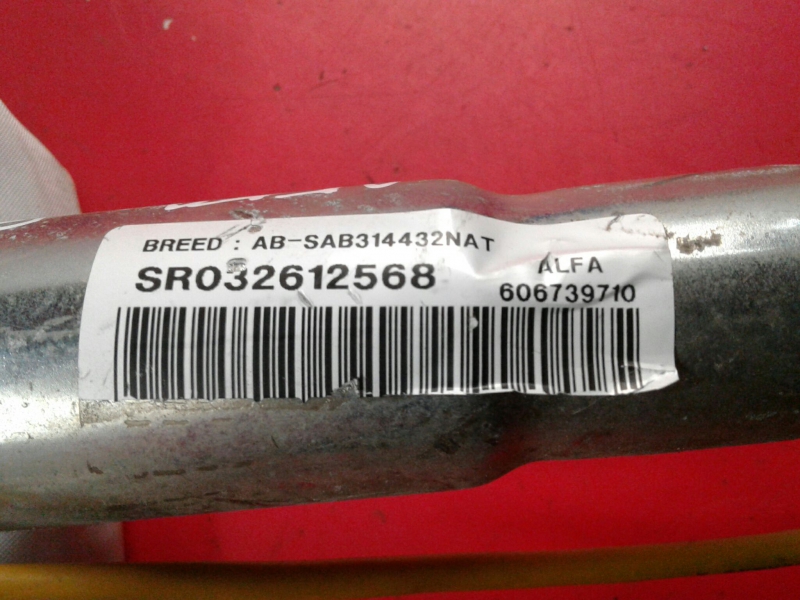 BREED : AB-SAB314432NAT
SR032612568
ALFA
606739710